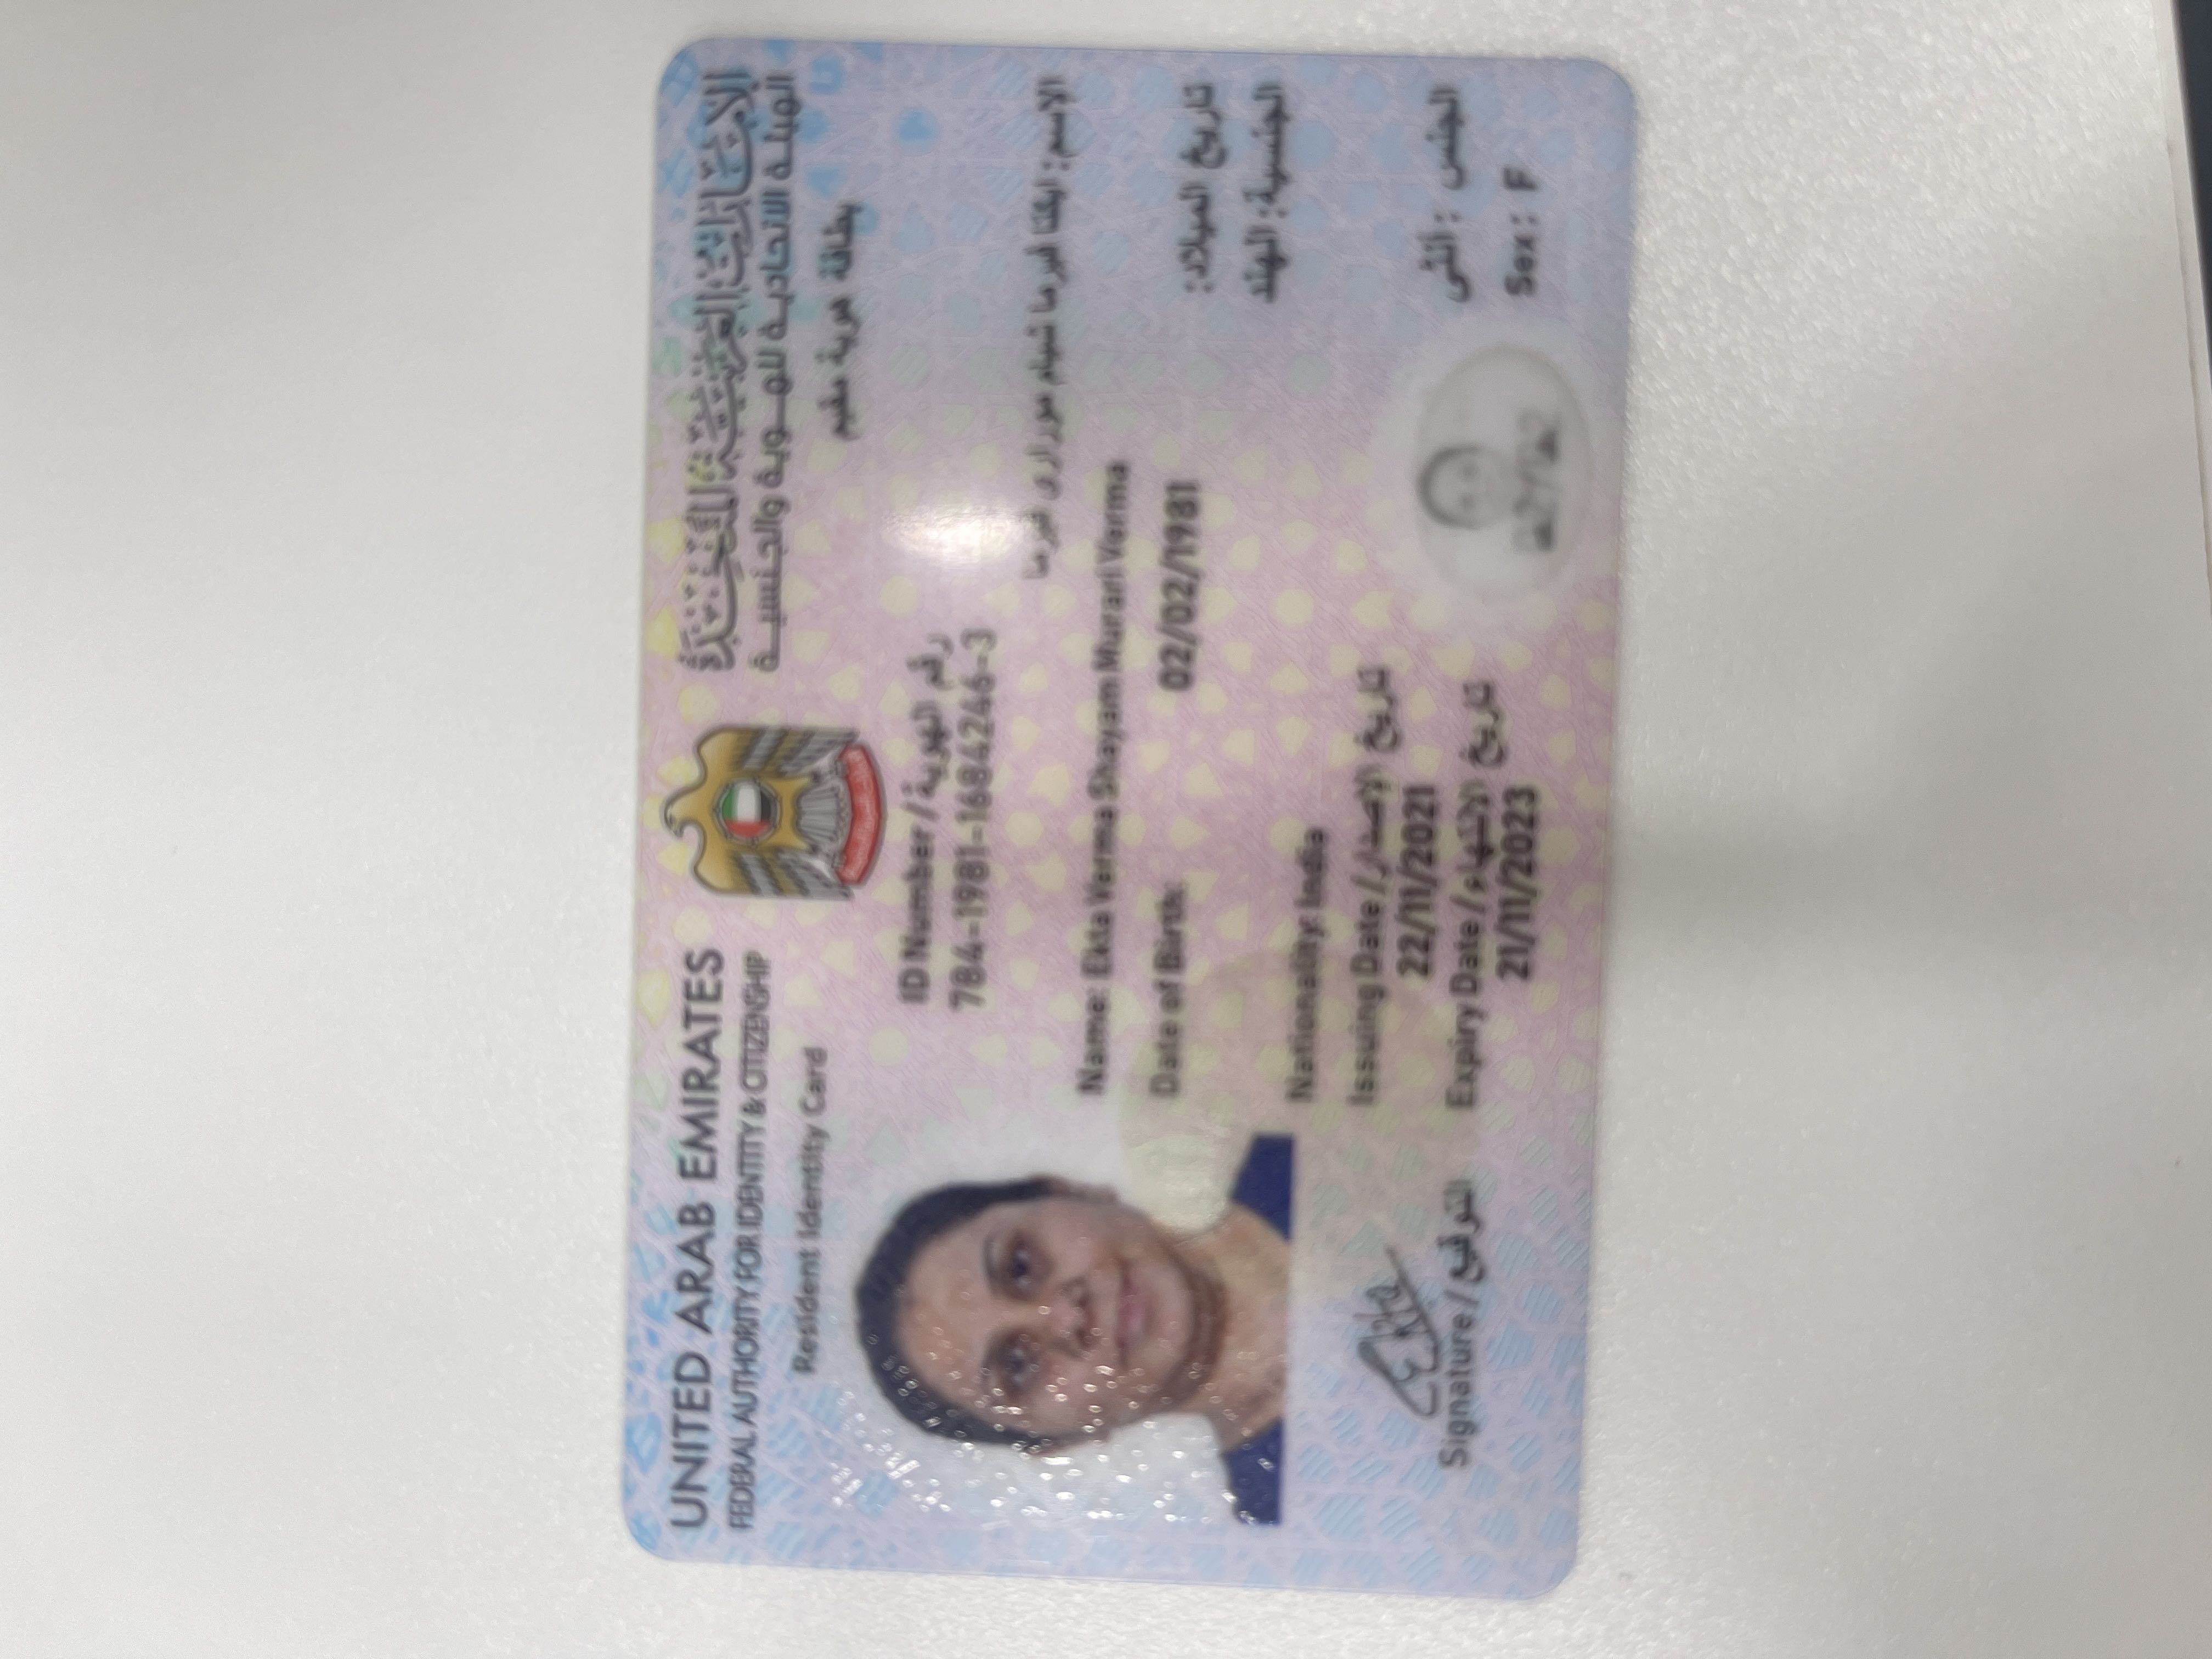 UNITED ARAB EMIRATES
FEDERAL AUTHORITY FOR IDENTITY & CITIZENSHIP
Resident Identity Card
الإمارات العربية المتحدة
الهيئة الاتحادية للهوية والجنسية
بطاقة هوية مقيم
ID Number / رقم الهوية
784-1981-1684246-3
الإسم: ايكتا فيرما شيام موراري فيرما
Name: Ekta Verma Shayam Murari Verma
Date of Birth: 02/02/1981 تاريخ الميلاد:
الجنسية: الهند
Nationality: India
Issuing Date / تاريخ الإصدار
22/11/2021
Expiry Date / تاريخ الانتهاء
21/11/2023
Ekta
Signature / التوقيع
الجنس : أنثى
Sex: F